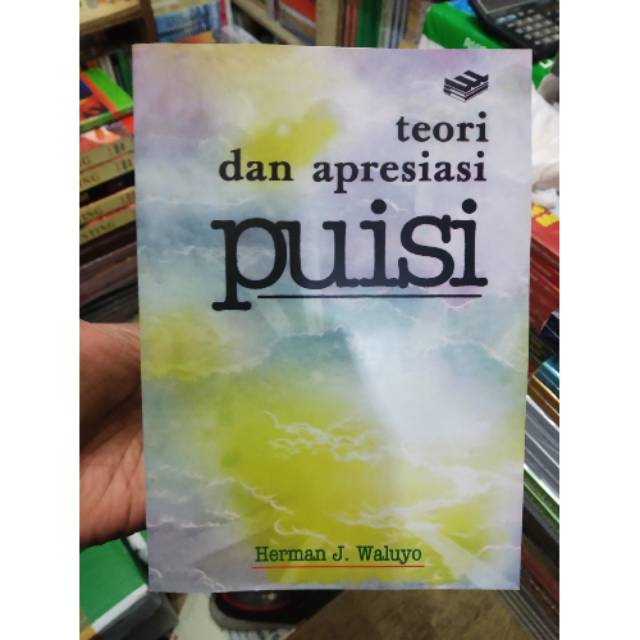 teori
dan apresiasi
puisi
Herman J. Waluyo